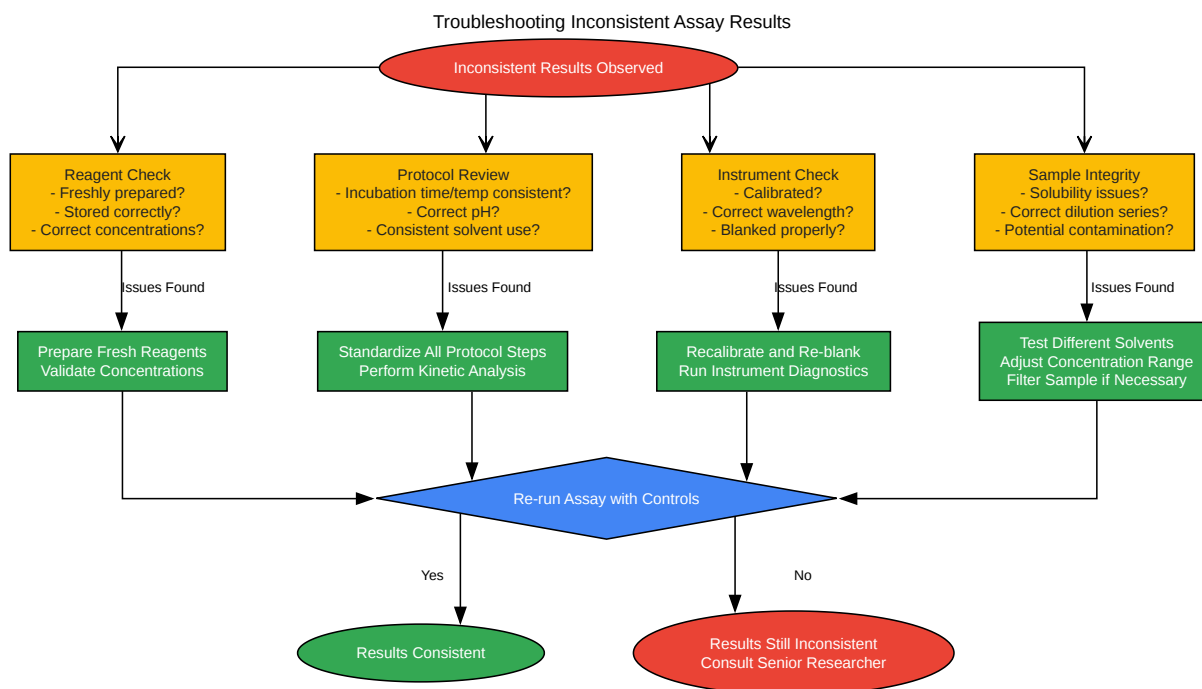 Troubleshooting Inconsistent Assay Results
Inconsistent Results Observed
Reagent Check
- Freshly prepared?
- Stored correctly?
- Correct concentrations?
Protocol Review
- Incubation time/temp consistent?
- Correct pH?
- Consistent solvent use?
Instrument Check
- Calibrated?
- Correct wavelength?
- Blanked properly?
Sample Integrity
- Solubility issues?
- Correct dilution series?
- Potential contamination?
Issues Found
Issues Found
Issues Found
Issues Found
Prepare Fresh Reagents
Validate Concentrations
Standardize All Protocol Steps
Perform Kinetic Analysis
Recalibrate and Re-blank
Run Instrument Diagnostics
Test Different Solvents
Adjust Concentration Range
Filter Sample if Necessary
Re-run Assay with Controls
Yes
No
Results Consistent
Results Still Inconsistent
Consult Senior Researcher